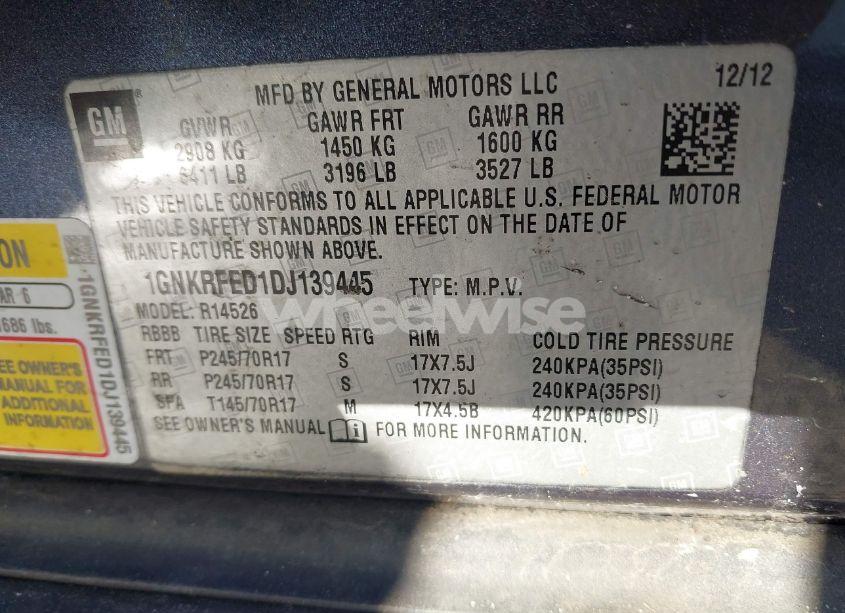 GM
MFD BY GENERAL MOTORS LLC
12/12
GVWR GAWR FRT GAWR RR
2908 KG 1450 KG 1600 KG
6411 LB 3196 LB 3527 LB
THIS VEHICLE CONFORMS TO ALL APPLICABLE U.S. FEDERAL MOTOR
VEHICLE SAFETY STANDARDS IN EFFECT ON THE DATE OF
MANUFACTURE SHOWN ABOVE.
1GNKRFED1DJ139445 TYPE: M.P.V.
MODEL: R14526
RBBB TIRE SIZE SPEED RTG RIM COLD TIRE PRESSURE
FRT P245/70R17 S 17X7.5J 240KPA(35PSI)
RR P245/70R17 S 17X7.5J 240KPA(35PSI)
SPA T145/70R17 M 17X4.5B 420KPA(60PSI)
SEE OWNER'S MANUAL FOR MORE INFORMATION.
wheelwise
ON
AR 6
686 lbs.
SEE OWNER'S
MANUAL FOR
ADDITIONAL
INFORMATION
1GNKRFED1DJ139445